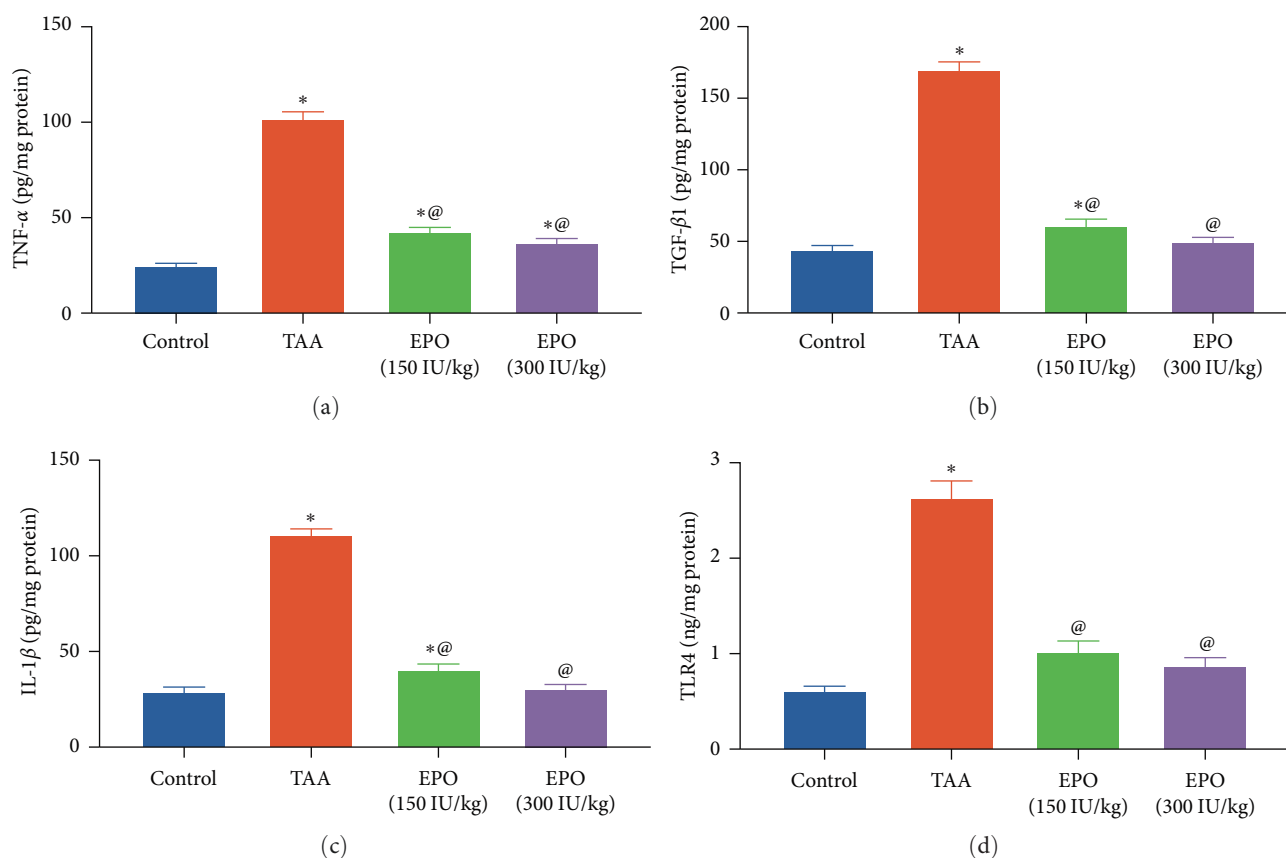 TNF-α (pg/mg protein)
150
100
50
0
*
*@
*@
Control
TAA
EPO
(150 IU/kg)
EPO
(300 IU/kg)
(a)
TGF-β1 (pg/mg protein)
200
150
100
50
0
*
*@
@
Control
TAA
EPO
(150 IU/kg)
EPO
(300 IU/kg)
(b)
IL-1β (pg/mg protein)
150
100
50
0
*
*@
@
Control
TAA
EPO
(150 IU/kg)
EPO
(300 IU/kg)
(c)
TLR4 (ng/mg protein)
3
2
1
0
*
@
@
Control
TAA
EPO
(150 IU/kg)
EPO
(300 IU/kg)
(d)